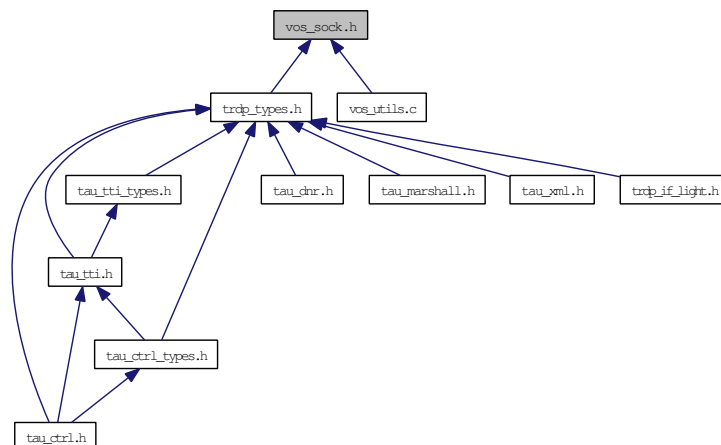 vos_sock.h
trdp_types.h
vos_utils.c
tau_tti_types.h
tau_dnr.h
tau_marshall.h
tau_xml.h
trdp_if_light.h
tau_tti.h
tau_ctrl_types.h
tau_ctrl.h